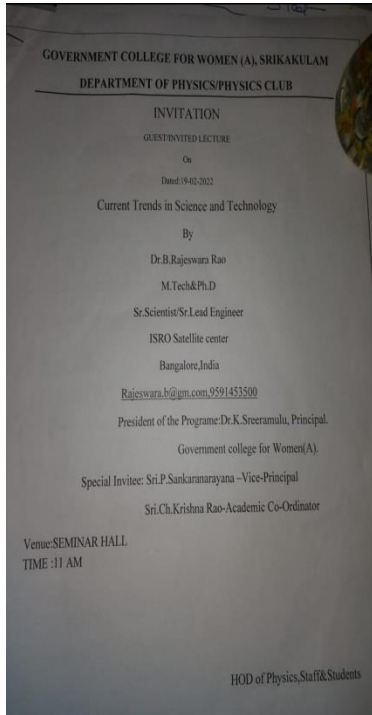 GOVERNMENT COLLEGE FOR WOMEN (A), SRIKAKULAM
DEPARTMENT OF PHYSICS/PHYSICS CLUB
INVITATION
GUEST/INVITED LECTURE
On
Dated:19-02-2022
Current Trends in Science and Technology
By
Dr.B.Rajeswara Rao
M.Tech&Ph.D
Sr.Scientist/Sr.Lead Engineer
ISRO Satellite center
Bangalore,India
Rajeswara.b@gm.com,9591453500
President of the Programe:Dr.K.Sreeramulu, Principal.
Government college for Women(A).
Special Invitee: Sri.P.Sankaranarayana –Vice-Principal
Sri.Ch.Krishna Rao-Academic Co-Ordinator
Venue:SEMINAR HALL
TIME :11 AM
HOD of Physics,Staff&Students